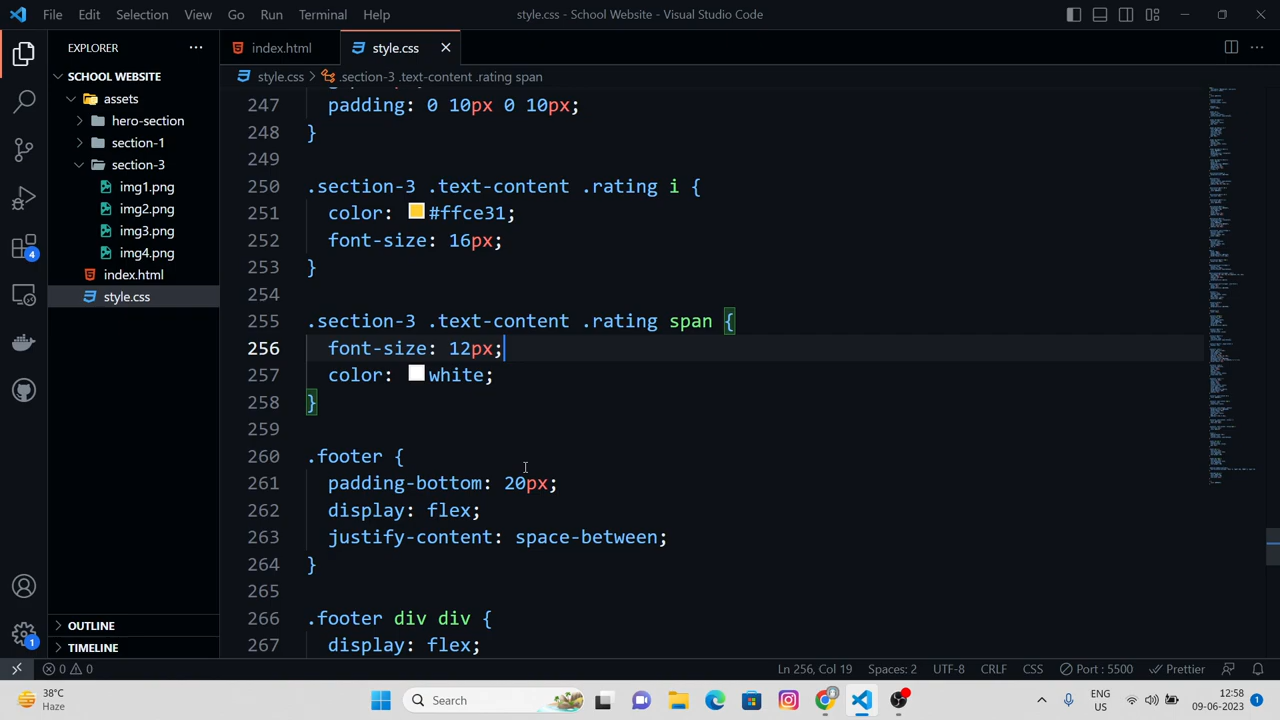 File Edit Selection View Go Run Terminal Help
style.css - School Website - Visual Studio Code
EXPLORER
index.html
style.css
SCHOOL WEBSITE
style.css > .section-3 .text-content .rating span
assets
hero-section
section-1
section-3
img1.png
img2.png
img3.png
img4.png
index.html
style.css
4
247 padding: 0 10px 0 10px;
248 }
249
250 .section-3 .text-content .rating i {
251 color: #ffce31;
252 font-size: 16px;
253 }
254
255 .section-3 .text-content .rating span {
256 font-size: 12px;
257 color: white;
258 }
259
260 .footer {
261 padding-bottom: 20px;
262 display: flex;
263 justify-content: space-between;
264 }
265
266 .footer div div {
267 display: flex;
OUTLINE
TIMELINE
1
0 0
Ln 256, Col 19 Spaces: 2 UTF-8 CRLF CSS Port : 5500 Prettier
38°C
Haze
Search
ENG
US
12:58
09-06-2023